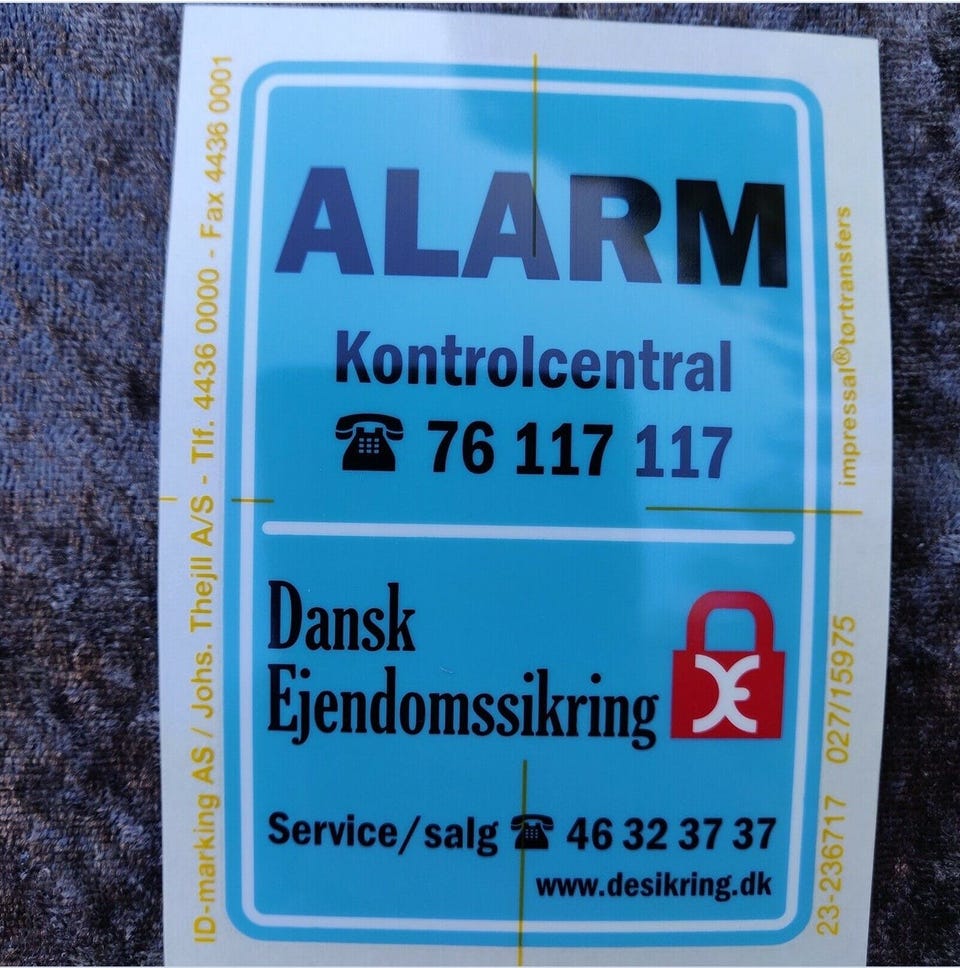 ALARM
Kontrolcentral
☎ 76 117 117
Dansk
Ejendomssikring
Service/salg ☎ 46 32 37 37
www.desikring.dk
ID-marking AS / Johs. Thejll A/S - Tlf. 4436 0000 - Fax 4436 0001
23-236717 027/15975
impressal®tørtransfers